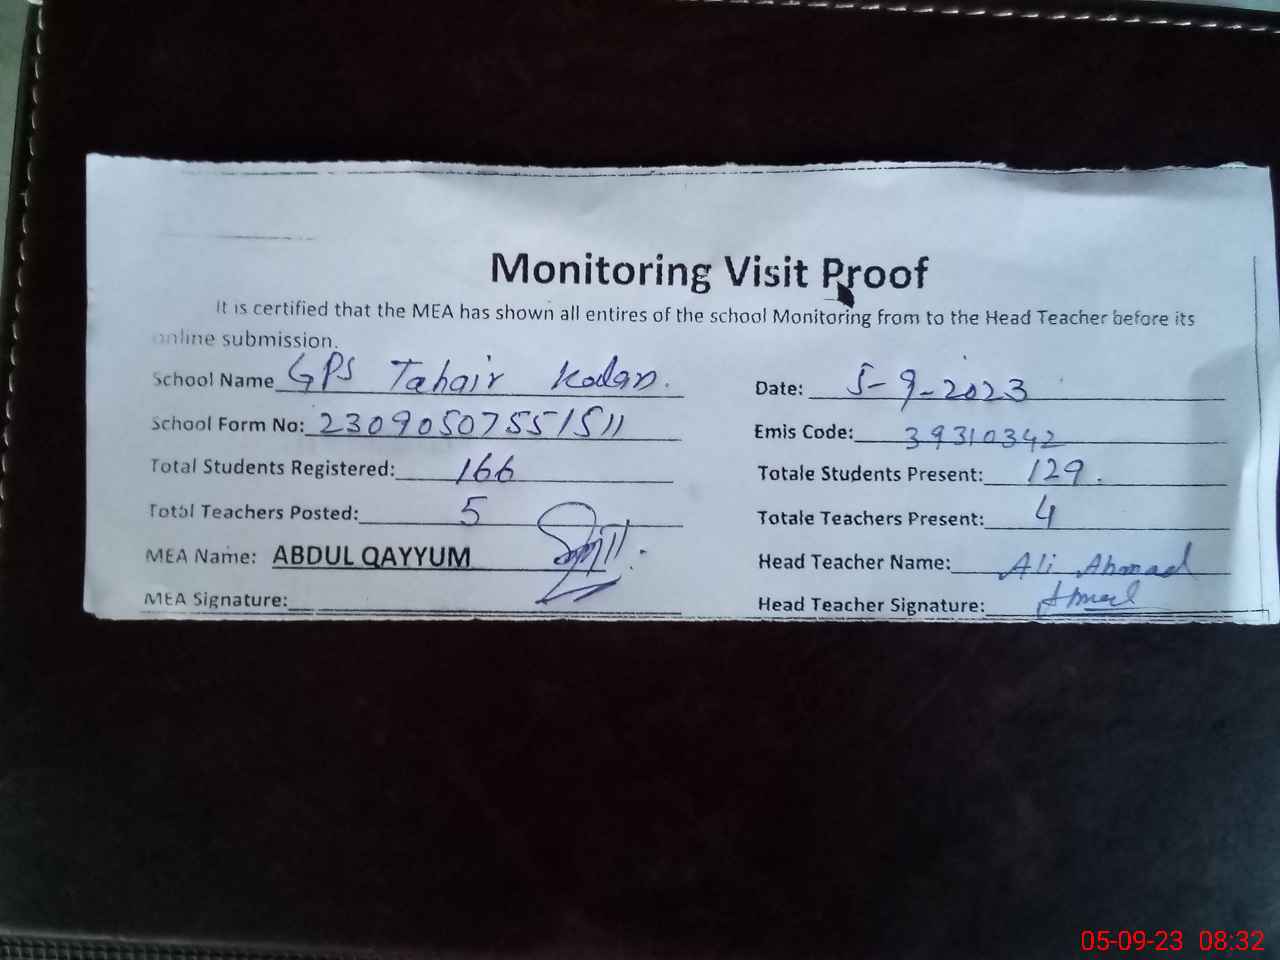 Monitoring Visit Proof
It is certified that the MEA has shown all entires of the school Monitoring from to the Head Teacher before its
online submission.
School Name GPS Tahair Kodan. Date: 5-9-2023
School Form No: 23090507551511 Emis Code: 39310342
Total Students Registered: 166 Totale Students Present: 129.
Total Teachers Posted: 5 Totale Teachers Present: 4
MEA Name: ABDUL QAYYUM Head Teacher Name: Ali Ahmad
MEA Signature: Head Teacher Signature: Ahmad
05-09-23 08:32